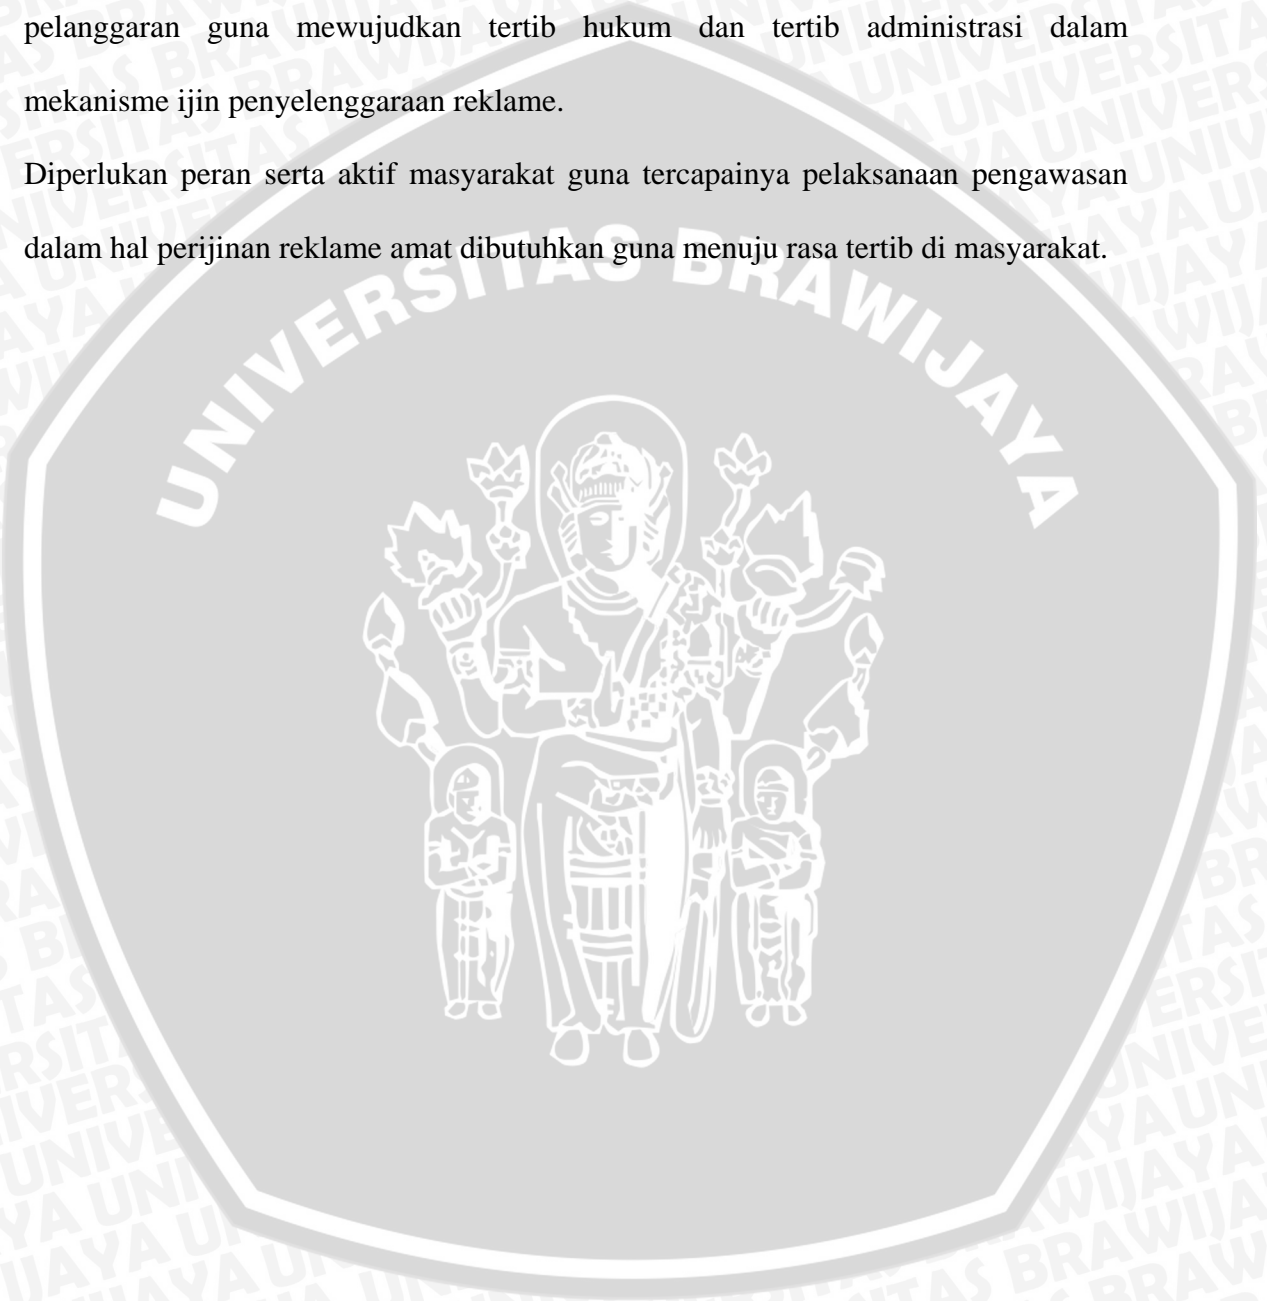 pelanggaran guna mewujudkan tertib hukum dan tertib administrasi dalam
mekanisme ijin penyelenggaraan reklame.
Diperlukan peran serta aktif masyarakat guna tercapainya pelaksanaan pengawasan
dalam hal perijinan reklame amat dibutuhkan guna menuju rasa tertib di masyarakat.
UNIVERSITAS BRAWIJAYA